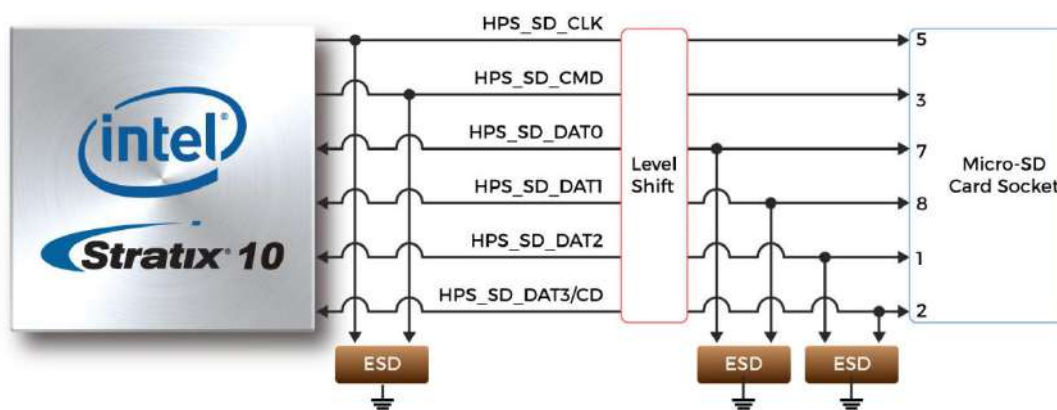 intel
Stratix® 10
HPS_SD_CLK
HPS_SD_CMD
HPS_SD_DAT0
HPS_SD_DAT1
HPS_SD_DAT2
HPS_SD_DAT3/CD
Level
Shift
5
3
7
8
1
2
Micro-SD
Card Socket
ESD
ESD
ESD